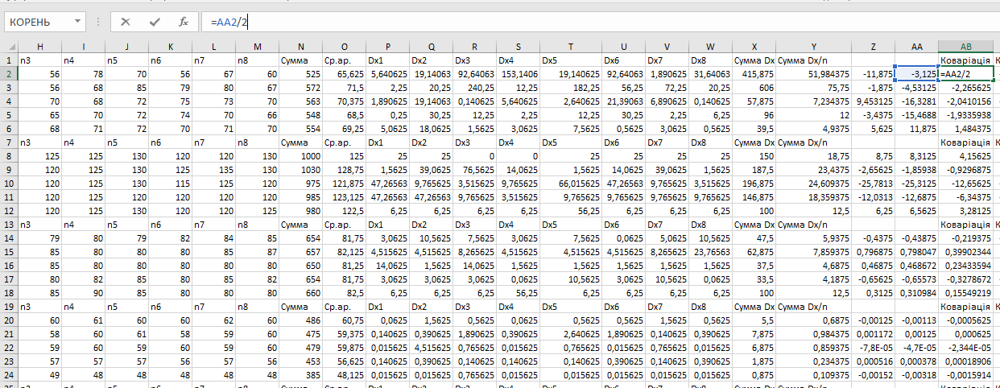 КОРЕНЬ =AA2/2
H I J K L M N O P Q R S T U V W X Y Z AA AB
1 n3 n4 n5 n6 n7 n8 Сумма Ср.ар. Dx1 Dx2 Dx3 Dx4 Dx5 Dx6 Dx7 Dx8 Сумма Dx Сумма Dx/n Коваріація
2 56 78 70 56 67 60 525 65,625 5,640625 19,14063 92,64063 153,1406 19,140625 92,64063 1,890625 31,64063 415,875 51,984375 -11,875 -3,125 =AA2/2
3 56 68 85 79 80 67 572 71,5 2,25 20,25 240,25 12,25 182,25 56,25 72,25 20,25 606 75,75 -1,875 -4,53125 -2,265625
4 70 68 72 75 73 70 563 70,375 1,890625 19,14063 0,140625 5,640625 2,640625 21,39063 6,890625 0,140625 57,875 7,234375 9,453125 -16,3281 -2,0410156
5 65 70 72 74 70 66 548 68,5 0,25 30,25 12,25 2,25 12,25 30,25 2,25 6,25 96 12 -3,4375 -15,4688 -1,9335938
6 68 71 72 70 71 70 554 69,25 5,0625 18,0625 1,5625 3,0625 7,5625 0,5625 3,0625 0,5625 39,5 4,9375 5,625 11,875 1,484375
7 n3 n4 n5 n6 n7 n8 Сумма Ср.ар. Dx1 Dx2 Dx3 Dx4 Dx5 Dx6 Dx7 Dx8 Сумма Dx Сумма Dx/n Коваріація
8 125 125 130 120 120 130 1000 125 25 25 0 0 25 25 25 25 150 18,75 8,75 8,3125 4,15625
9 120 125 130 125 135 130 1030 128,75 1,5625 39,0625 76,5625 14,0625 1,5625 14,0625 39,0625 1,5625 187,5 23,4375 -2,65625 -1,85938 -0,9296875
10 120 125 130 115 125 120 975 121,875 47,26563 9,765625 3,515625 9,765625 66,015625 47,26563 9,765625 3,515625 196,875 24,609375 -25,7813 -25,3125 -12,65625
11 120 125 130 120 120 120 985 123,125 47,26563 47,26563 9,765625 3,515625 9,765625 9,765625 9,765625 9,765625 146,875 18,359375 -12,0313 -12,6875 -6,34375
12 120 125 130 120 120 125 980 122,5 6,25 6,25 6,25 6,25 56,25 6,25 6,25 6,25 100 12,5 6,25 6,5625 3,28125
13 n3 n4 n5 n6 n7 n8 Сумма Ср.ар. Dx1 Dx2 Dx3 Dx4 Dx5 Dx6 Dx7 Dx8 Сумма Dx Сумма Dx/n Коваріація
14 79 80 79 82 84 85 654 81,75 3,0625 10,5625 7,5625 3,0625 7,5625 0,0625 5,0625 10,5625 47,5 5,9375 -0,4375 -0,43875 -0,219375
15 85 80 80 80 85 87 657 82,125 4,515625 4,515625 8,265625 4,515625 4,515625 4,515625 8,265625 23,76563 62,875 7,859375 0,796875 0,798047 0,39902344
16 85 80 80 80 80 80 650 81,25 14,0625 1,5625 14,0625 1,5625 1,5625 1,5625 1,5625 1,5625 37,5 4,6875 0,46875 0,468672 0,23433594
17 80 82 85 80 85 82 654 81,75 3,0625 3,0625 3,0625 0,0625 10,5625 3,0625 10,5625 0,0625 33,5 4,1875 -0,65625 -0,65573 -0,3278672
18 85 90 85 80 80 80 660 82,5 6,25 6,25 6,25 56,25 6,25 6,25 6,25 6,25 100 12,5 0,3125 0,310984 0,15549219
19 n3 n4 n5 n6 n7 n8 Сумма Ср.ар. Dx1 Dx2 Dx3 Dx4 Dx5 Dx6 Dx7 Dx8 Сумма Dx Сумма Dx/n Коваріація
20 60 61 60 60 62 60 486 60,75 0,0625 1,5625 0,5625 0,0625 0,5625 0,5625 1,5625 0,5625 5,5 0,6875 -0,00125 -0,00113 -0,0005625
21 58 60 61 58 59 60 475 59,375 0,140625 0,390625 1,890625 0,390625 2,640625 1,890625 0,140625 0,390625 7,875 0,984375 0,001172 0,00125 0,000625
22 59 60 59 60 59 60 479 59,875 0,015625 4,515625 0,765625 0,015625 0,765625 0,015625 0,765625 0,015625 6,875 0,859375 -7,8E-05 -4,7E-05 -2,344E-05
23 57 57 57 56 57 56 453 56,625 0,140625 0,390625 0,140625 0,140625 0,140625 0,390625 0,140625 0,390625 1,875 0,234375 0,000516 0,000378 0,00018906
24 49 48 48 48 48 48 385 48,125 0,015625 0,015625 0,765625 0,015625 0,015625 0,015625 0,015625 0,015625 0,875 0,109375 -0,00152 -0,00318 -0,0015914